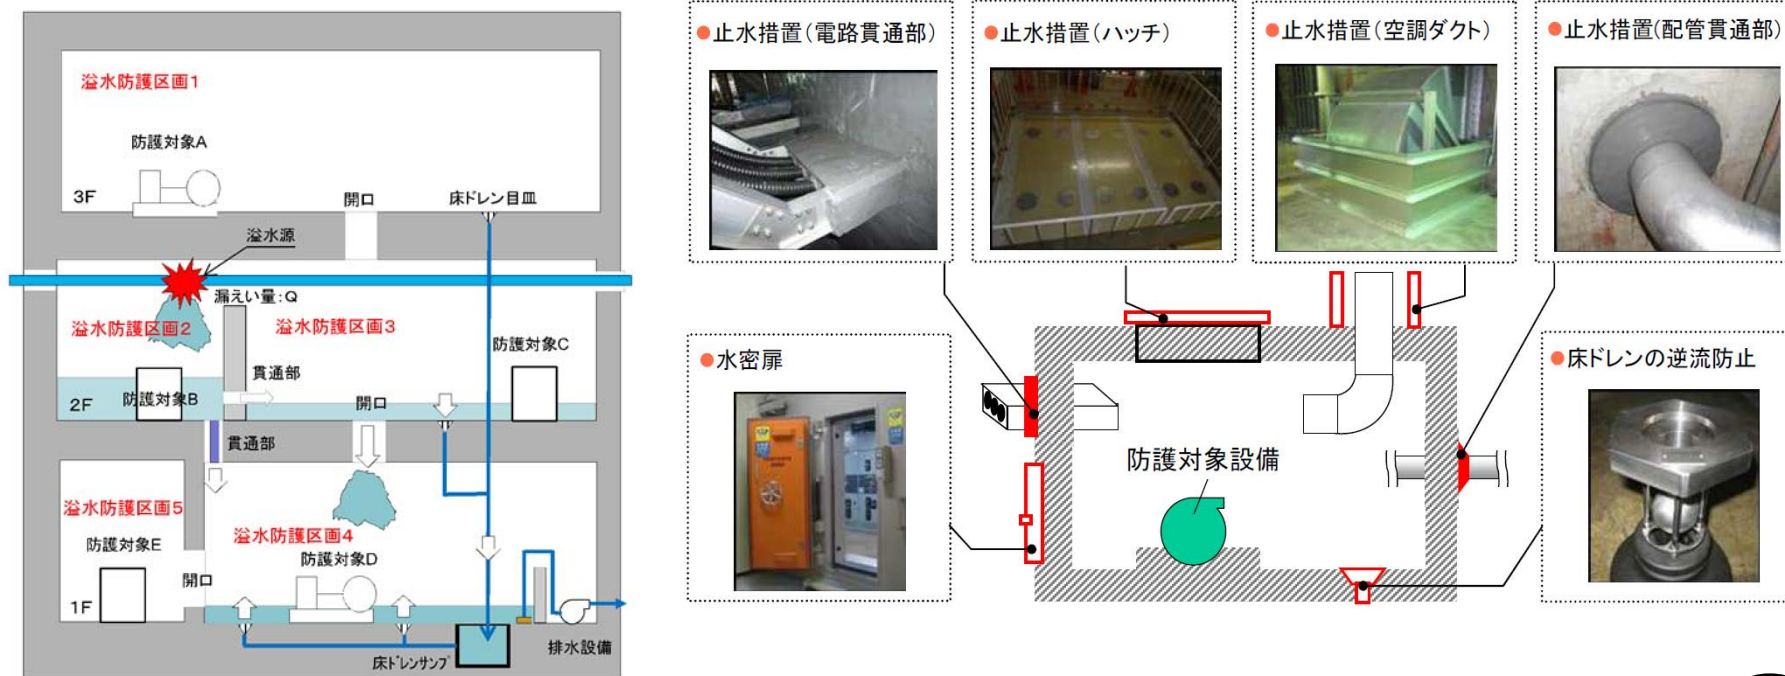 溢水防護区画1
防護対象A
3F
開口
床ドレン目皿
溢水源
漏えい量:Q
溢水防護区画2
溢水防護区画3
防護対象C
貫通部
防護対象B
2F
開口
貫通部
溢水防護区画5
溢水防護区画4
防護対象E
防護対象D
開口
1F
排水設備
床ドレンサンプ
●止水措置(電路貫通部)
●止水措置(ハッチ)
●止水措置(空調ダクト)
●止水措置(配管貫通部)
●水密扉
●床ドレンの逆流防止
防護対象設備